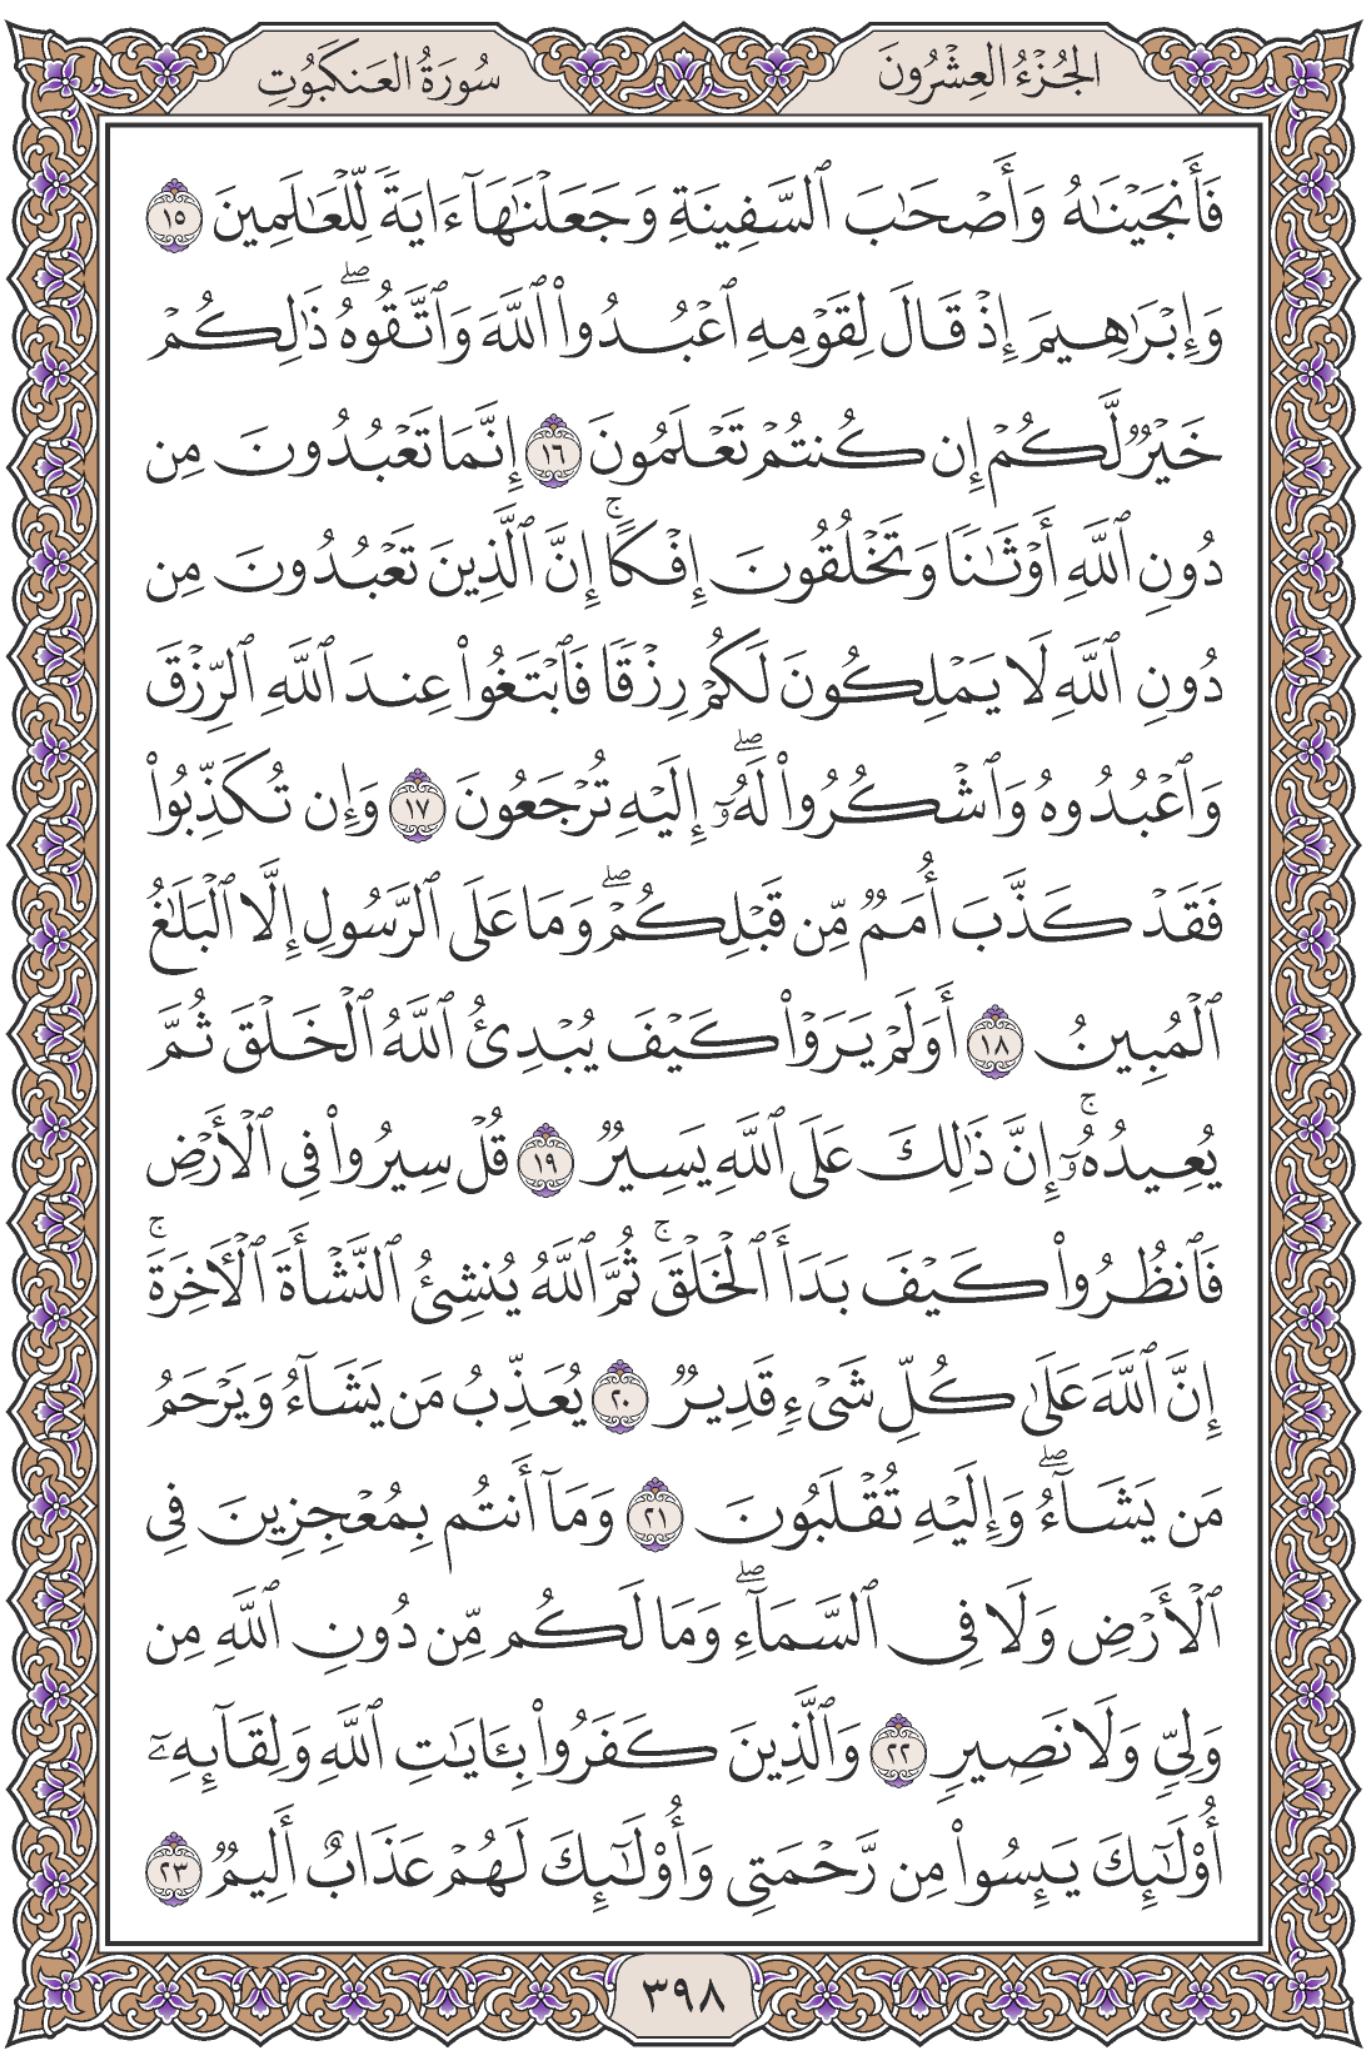 الجُزْءُ العِشْرُونَ
سُورَةُ العَنكَبُوتِ
فَأَنجَيْنَٰهُ وَأَصْحَٰبَ ٱلسَّفِينَةِ وَجَعَلْنَٰهَآ ءَايَةً لِّلْعَٰلَمِينَ ١٥
وَإِبْرَٰهِيمَ إِذْ قَالَ لِقَوْمِهِ ٱعْبُدُوا۟ ٱللَّهَ وَٱتَّقُوهُ ۖ ذَٰلِكُمْ
خَيْرٌ لَّكُمْ إِن كُنتُمْ تَعْلَمُونَ ١٦ إِنَّمَا تَعْبُدُونَ مِن
دُونِ ٱللَّهِ أَوْثَٰنًا وَتَخْلُقُونَ إِفْكًا ۚ إِنَّ ٱلَّذِينَ تَعْبُدُونَ مِن
دُونِ ٱللَّهِ لَا يَمْلِكُونَ لَكُمْ رِزْقًا فَٱبْتَغُوا۟ عِندَ ٱللَّهِ ٱلرِّزْقَ
وَٱعْبُدُوهُ وَٱشْكُرُوا۟ لَهُۥٓ ۖ إِلَيْهِ تُرْجَعُونَ ١٧ وَإِن تُكَذِّبُوا۟
فَقَدْ كَذَّبَ أُمَمٌ مِّن قَبْلِكُمْ ۖ وَمَا عَلَى ٱلرَّسُولِ إِلَّا ٱلْبَلَٰغُ
ٱلْمُبِينُ ١٨ أَوَلَمْ يَرَوْا۟ كَيْفَ يُبْدِئُ ٱللَّهُ ٱلْخَلْقَ ثُمَّ
يُعِيدُهُۥٓ ۚ إِنَّ ذَٰلِكَ عَلَى ٱللَّهِ يَسِيرٌ ١٩ قُلْ سِيرُوا۟ فِى ٱلْأَرْضِ
فَٱنظُرُوا۟ كَيْفَ بَدَأَ ٱلْخَلْقَ ۚ ثُمَّ ٱللَّهُ يُنشِئُ ٱلنَّشْأَةَ ٱلْـَٔاخِرَةَ ۚ
إِنَّ ٱللَّهَ عَلَىٰ كُلِّ شَىْءٍ قَدِيرٌ ٢٠ يُعَذِّبُ مَن يَشَآءُ وَيَرْحَمُ
مَن يَشَآءُ ۖ وَإِلَيْهِ تُقْلَبُونَ ٢١ وَمَآ أَنتُم بِمُعْجِزِينَ فِى
ٱلْأَرْضِ وَلَا فِى ٱلسَّمَآءِ ۖ وَمَا لَكُم مِّن دُونِ ٱللَّهِ مِن
وَلِىٍّ وَلَا نَصِيرٍ ٢٢ وَٱلَّذِينَ كَفَرُوا۟ بِـَٔايَٰتِ ٱللَّهِ وَلِقَآئِهِۦٓ
أُو۟لَٰٓئِكَ يَئِسُوا۟ مِن رَّحْمَتِى وَأُو۟لَٰٓئِكَ لَهُمْ عَذَابٌ أَلِيمٌ ٢٣
٣٩٨